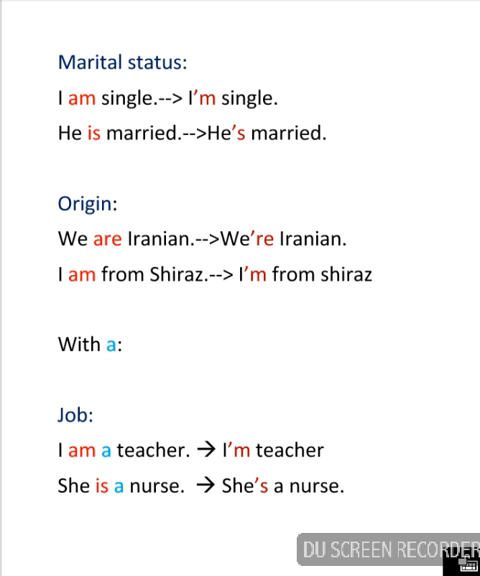 Marital status:
I am single.--> I'm single.
He is married.-->He's married.
Origin:
We are Iranian.-->We're Iranian.
I am from Shiraz.--> I'm from shiraz
With a:
Job:
I am a teacher. → I'm teacher
She is a nurse. → She's a nurse.
DU SCREEN RECORDER